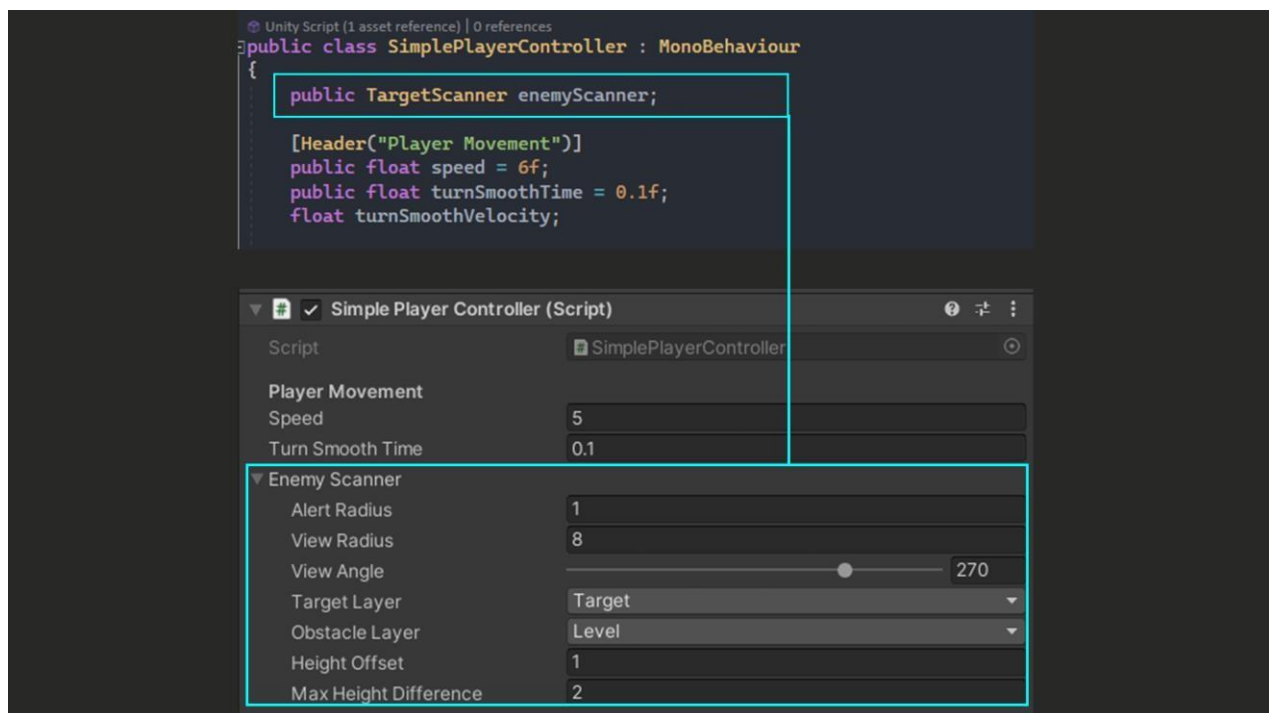 Unity Script (1 asset reference) | 0 references
public class SimplePlayerController : MonoBehaviour
{
public TargetScanner enemyScanner;
[Header("Player Movement")]
public float speed = 6f;
public float turnSmoothTime = 0.1f;
float turnSmoothVelocity;
# Simple Player Controller (Script)
Script # SimplePlayerController
Player Movement
Speed 5
Turn Smooth Time 0.1
Enemy Scanner
Alert Radius 1
View Radius 8
View Angle 270
Target Layer Target
Obstacle Layer Level
Height Offset 1
Max Height Difference 2